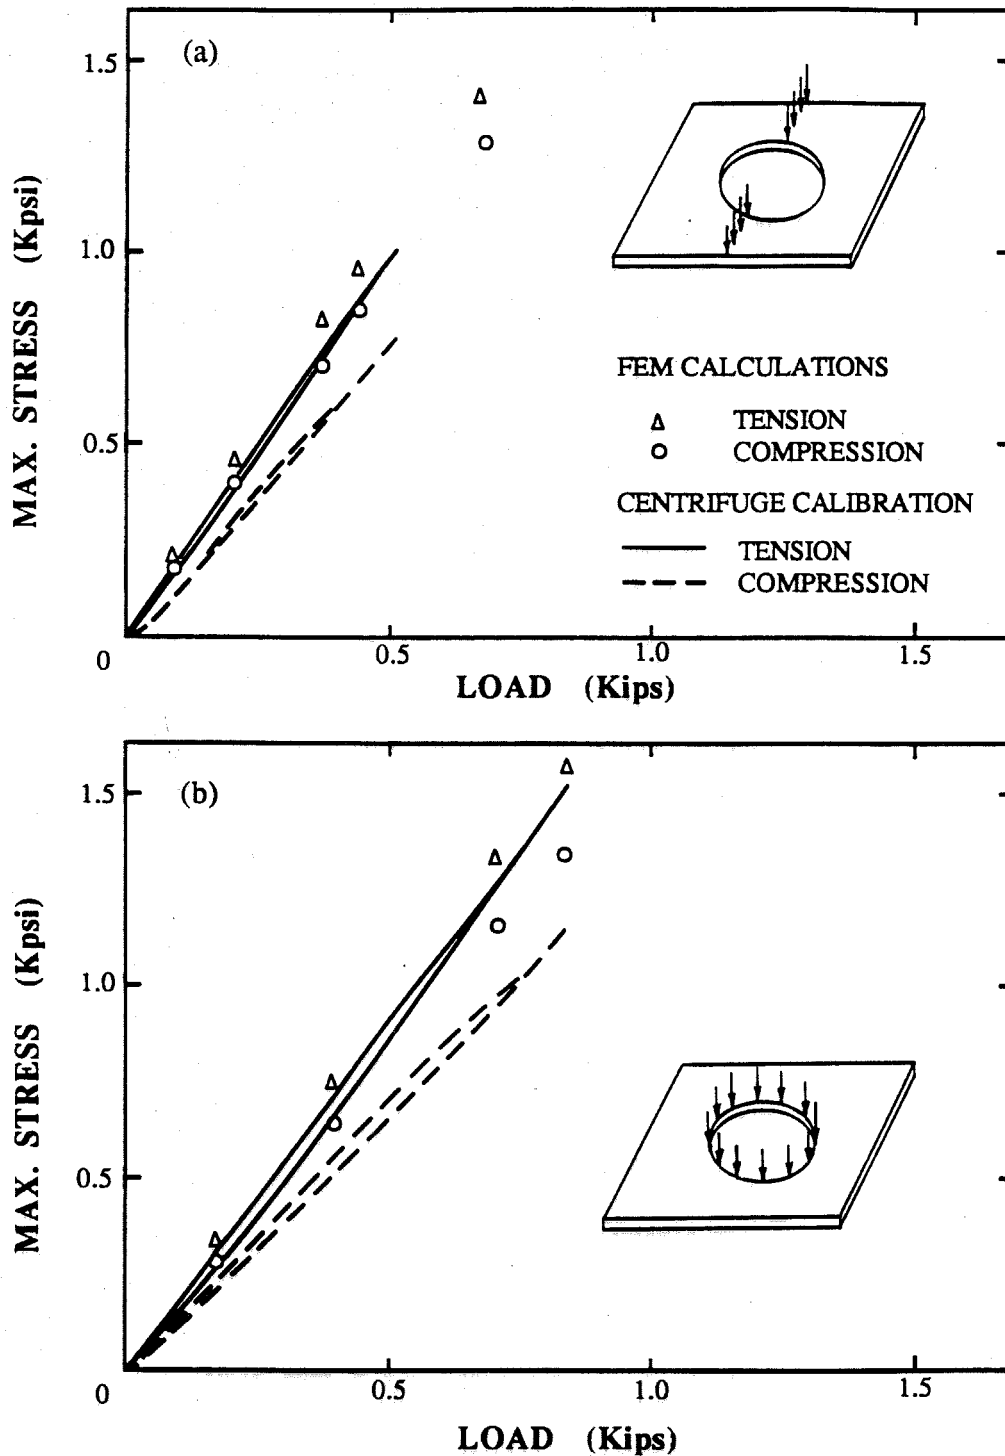 (a)
1.5
1.0
0.5
0
0.5
1.0
1.5
MAX. STRESS (Kpsi)
LOAD (Kips)
FEM CALCULATIONS
Δ TENSION
O COMPRESSION
CENTRIFUGE CALIBRATION
TENSION
COMPRESSION
(b)
1.5
1.0
0.5
0
0.5
1.0
1.5
MAX. STRESS (Kpsi)
LOAD (Kips)